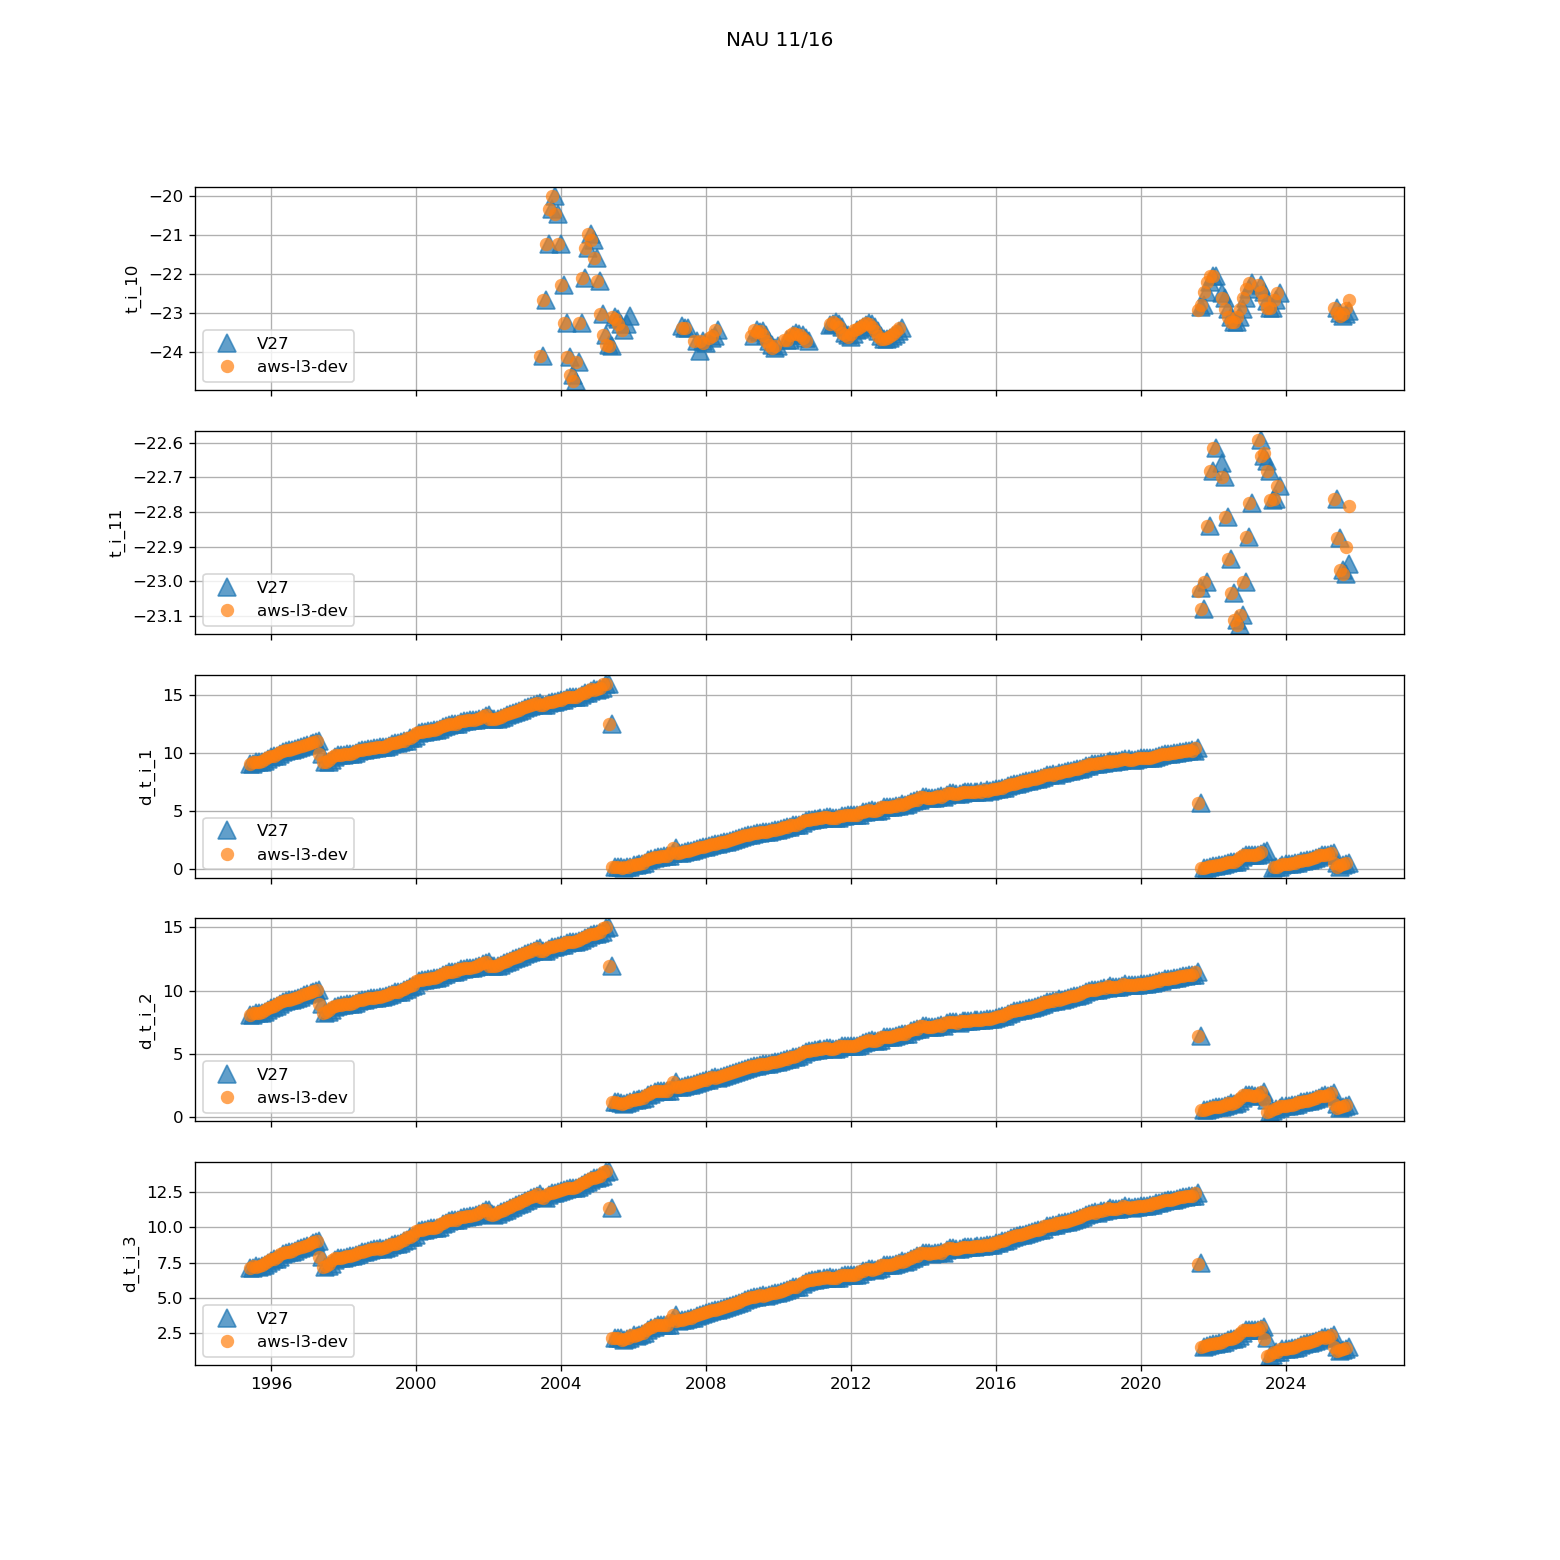 NAU 11/16
−20
−21
−22
−23
−24
t_i_10
V27
aws-l3-dev
−22.6
−22.7
−22.8
−22.9
−23.0
−23.1
t_i_11
V27
aws-l3-dev
15
10
5
0
d_t_i_1
V27
aws-l3-dev
15
10
5
0
d_t_i_2
V27
aws-l3-dev
12.5
10.0
7.5
5.0
2.5
d_t_i_3
V27
aws-l3-dev
1996 2000 2004 2008 2012 2016 2020 2024